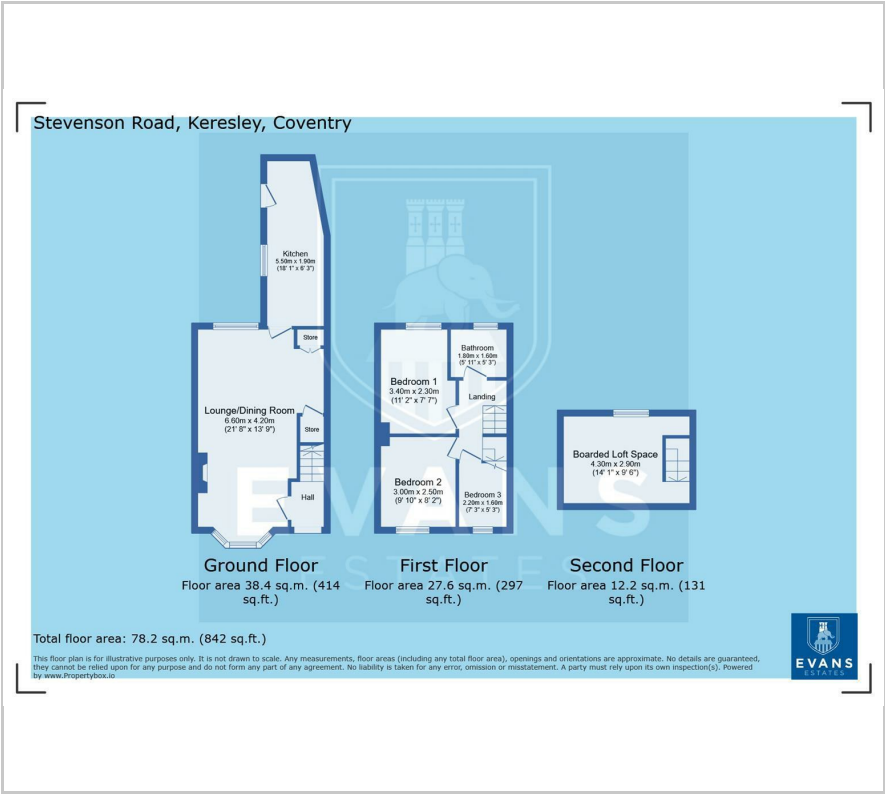 Stevenson Road, Keresley, Coventry
Kitchen
5.50m x 1.90m
(18' 1" x 6' 3")
Store
Lounge/Dining Room
6.60m x 4.20m
(21' 8" x 13' 9")
Store
Hall
Bathroom
1.80m x 1.60m
(5' 11" x 5' 3")
Bedroom 1
3.40m x 2.30m
(11' 2" x 7' 7")
Landing
Bedroom 2
3.00m x 2.50m
(9' 10" x 8' 2")
Bedroom 3
2.20m x 1.60m
(7' 3" x 5' 3")
Boarded Loft Space
4.30m x 2.90m
(14' 1" x 9' 6")
EVANS
ESTATES
Ground Floor
Floor area 38.4 sq.m. (414
sq.ft.)
First Floor
Floor area 27.6 sq.m. (297
sq.ft.)
Second Floor
Floor area 12.2 sq.m. (131
sq.ft.)
Total floor area: 78.2 sq.m. (842 sq.ft.)
This floor plan is for illustrative purposes only. It is not drawn to scale. Any measurements, floor areas (including any total floor area), openings and orientations are approximate. No details are guaranteed,
they cannot be relied upon for any purpose and do not form any part of any agreement. No liability is taken for any error, omission or misstatement. A party must rely upon its own inspection(s). Powered
by www.Propertybox.io
EVANS
ESTATES